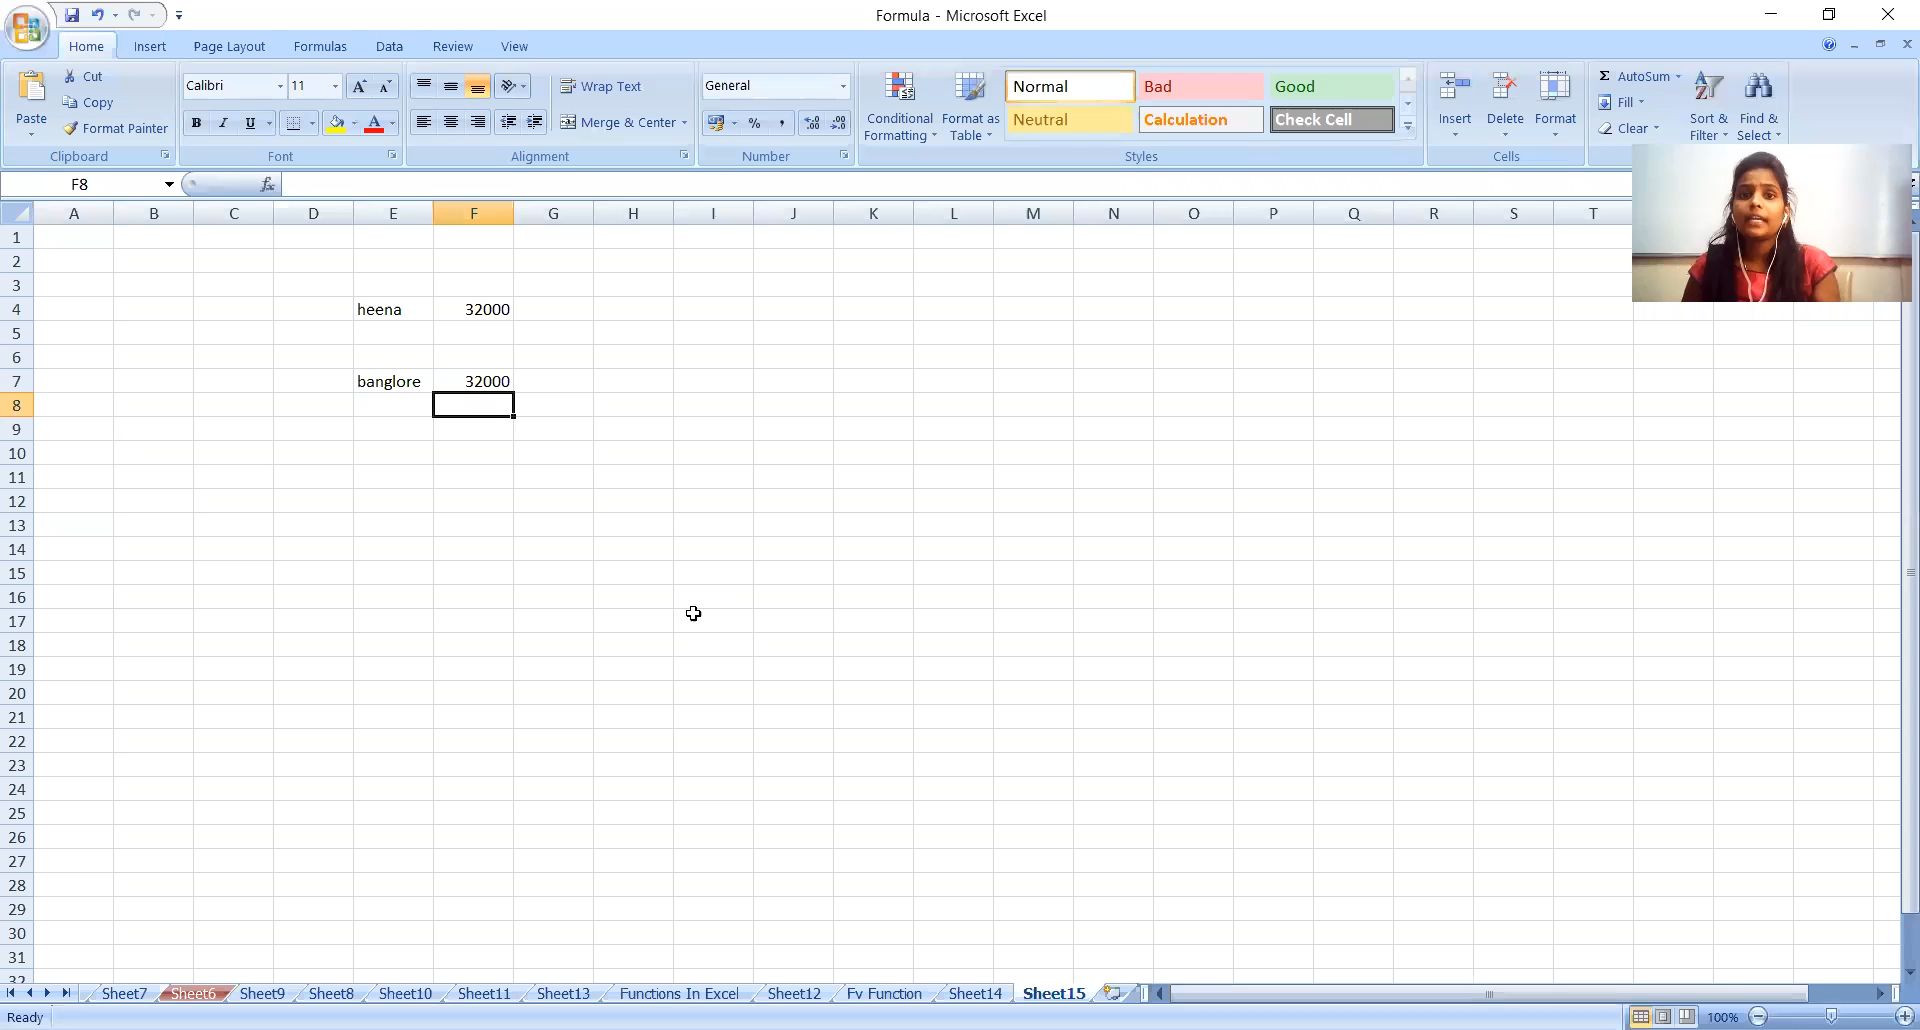 Formula - Microsoft Excel
Home Insert Page Layout Formulas Data Review View
Paste
Cut
Copy
Format Painter
Clipboard
Calibri 11
B I U
Font
Wrap Text
Merge & Center
Alignment
General
%
Number
Conditional Formatting
Format as Table
Normal Bad Good
Neutral Calculation Check Cell
Styles
Insert Delete Format
Cells
Σ AutoSum
Fill
Clear
Sort & Filter
Find & Select
F8 fx
A B C D E F G H I J K L M N O P Q R S T
1
2
3
4 heena 32000
5
6
7 banglore 32000
8
9
10
11
12
13
14
15
16
17
18
19
20
21
22
23
24
25
26
27
28
29
30
31
32
Sheet7 Sheet6 Sheet9 Sheet8 Sheet10 Sheet11 Sheet13 Functions In Excel Sheet12 Fv Function Sheet14 Sheet15
Ready 100%